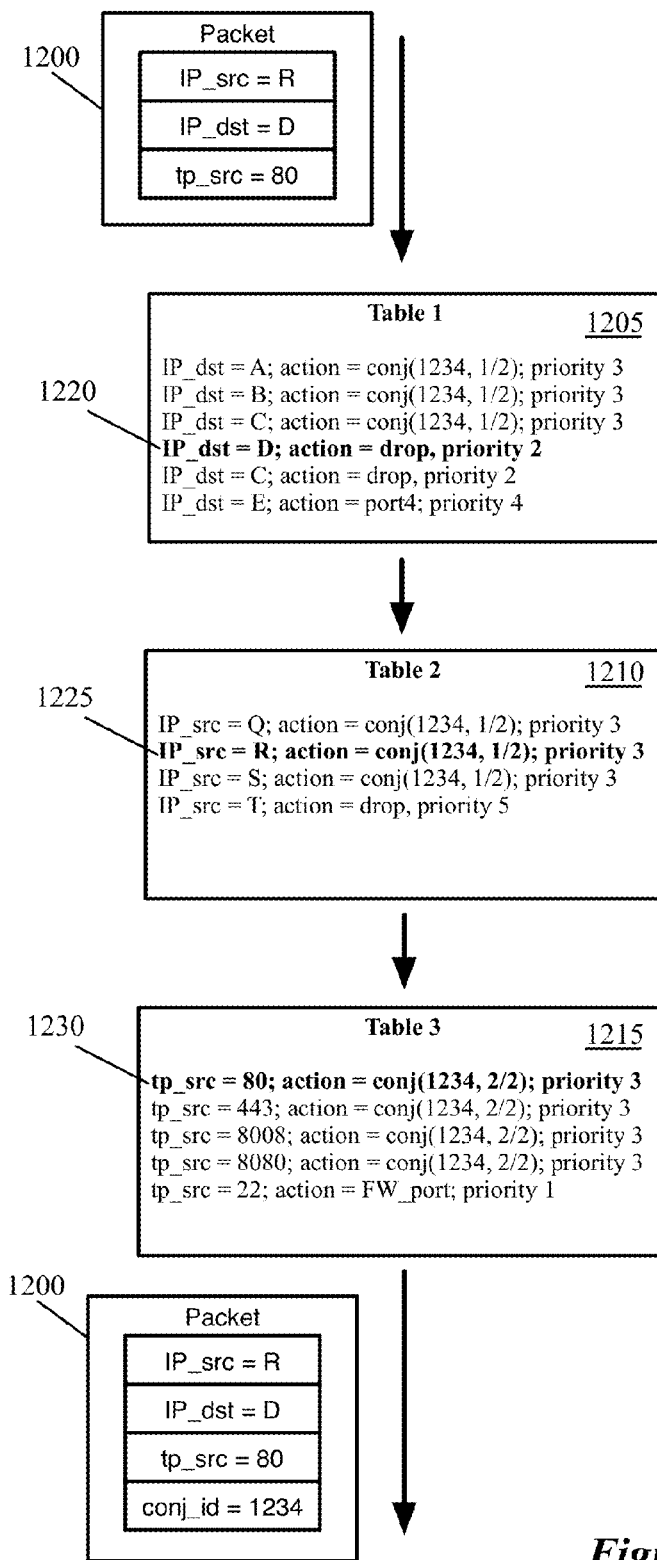 Packet
1200
IP_src = R
IP_dst = D
tp_src = 80
Table 1
1205
IP_dst = A; action = conj(1234, 1/2); priority 3
1220
IP_dst = B; action = conj(1234, 1/2); priority 3
IP_dst = C; action = conj(1234, 1/2); priority 3
IP_dst = D; action = drop, priority 2
IP_dst = C; action = drop, priority 2
IP_dst = E; action = port4; priority 4
Table 2
1210
1225
IP_src = Q; action = conj(1234, 1/2); priority 3
IP_src = R; action = conj(1234, 1/2); priority 3
IP_src = S; action = conj(1234, 1/2); priority 3
IP_src = T; action = drop, priority 5
1230
Table 3
1215
tp_src = 80; action = conj(1234, 2/2); priority 3
tp_src = 443; action = conj(1234, 2/2); priority 3
tp_src = 8008; action = conj(1234, 2/2); priority 3
tp_src = 8080; action = conj(1234, 2/2); priority 3
tp_src = 22; action = FW_port; priority 1
1200
Packet
IP_src = R
IP_dst = D
tp_src = 80
conj_id = 1234